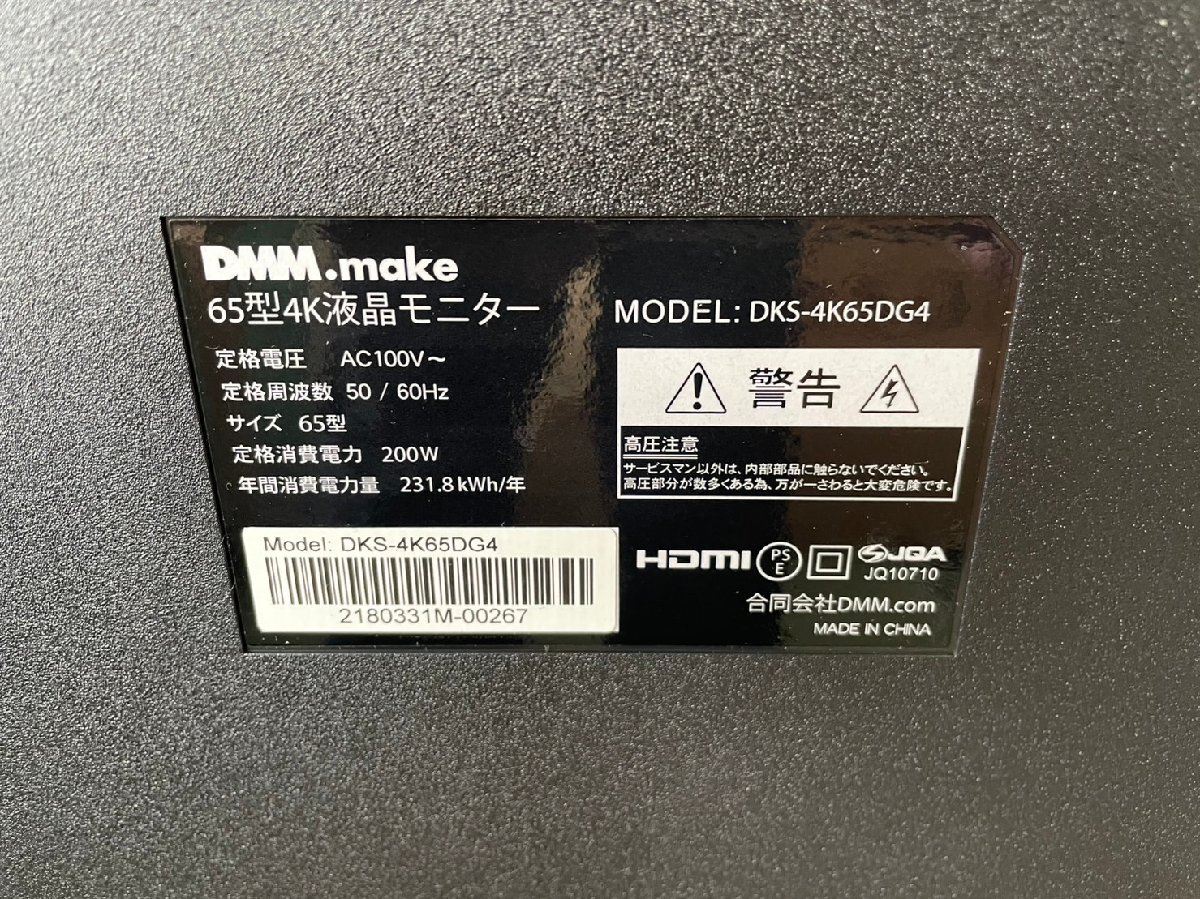 DMM.make
65型4K液晶モニター
定格電圧 AC100V～
定格周波数 50 / 60Hz
サイズ 65型
定格消費電力 200W
年間消費電力量 231.8kWh/年
Model: DKS-4K65DG4
2180331M-00267
MODEL: DKS-4K65DG4
警告
高圧注意
サービスマン以外は、内部部品に触らないでください。
高圧部分が数多くある為、万が一さわると大変危険です。
HDMI PS E JQA
JQ10710
合同会社DMM.com
MADE IN CHINA